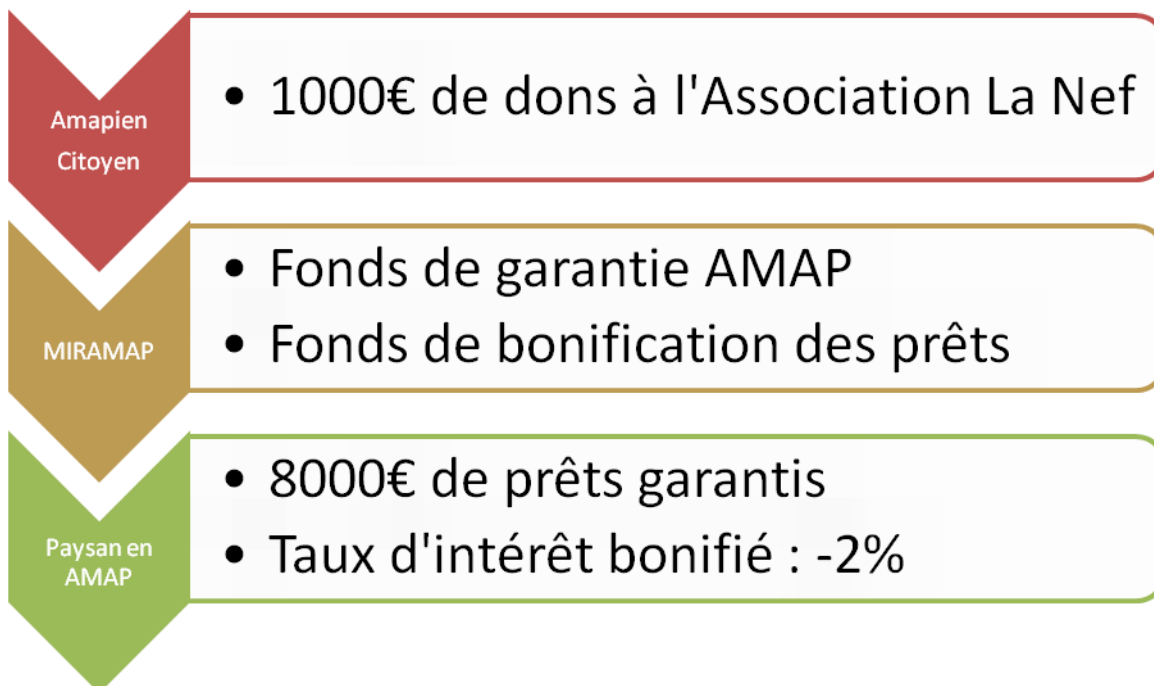 Amapien
Citoyen
• 1000€ de dons à l'Association La Nef
MIRAMAP
• Fonds de garantie AMAP
• Fonds de bonification des prêts
Paysan en
AMAP
• 8000€ de prêts garantis
• Taux d'intérêt bonifié : -2%